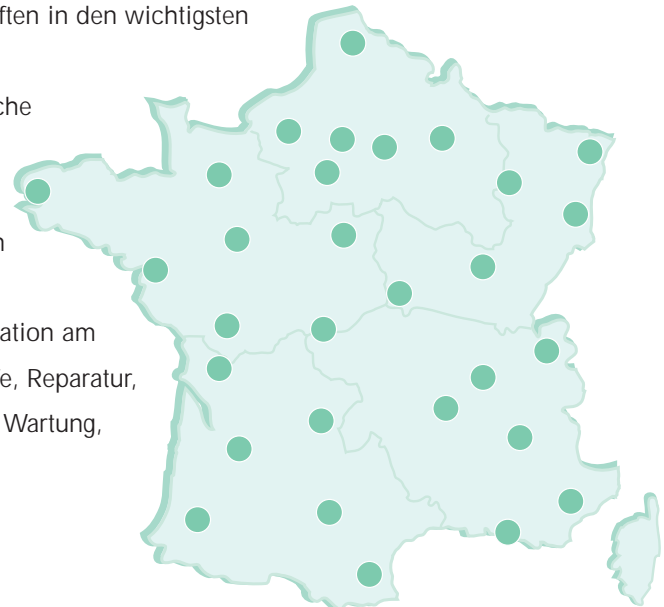 ften in den wichtigsten
che
n
ation am
e, Reparatur,
Wartung,